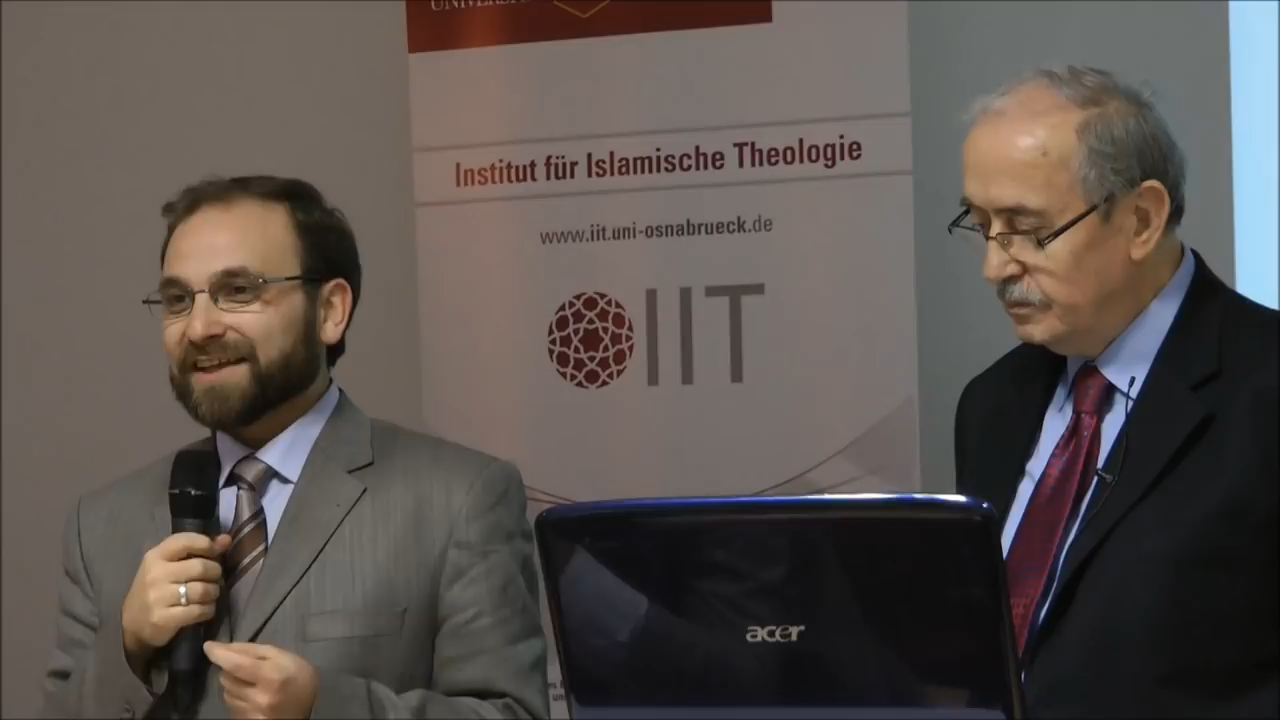 Institut für Islamische Theologie
www.iit.uni-osnabrueck.de
IIT
acer